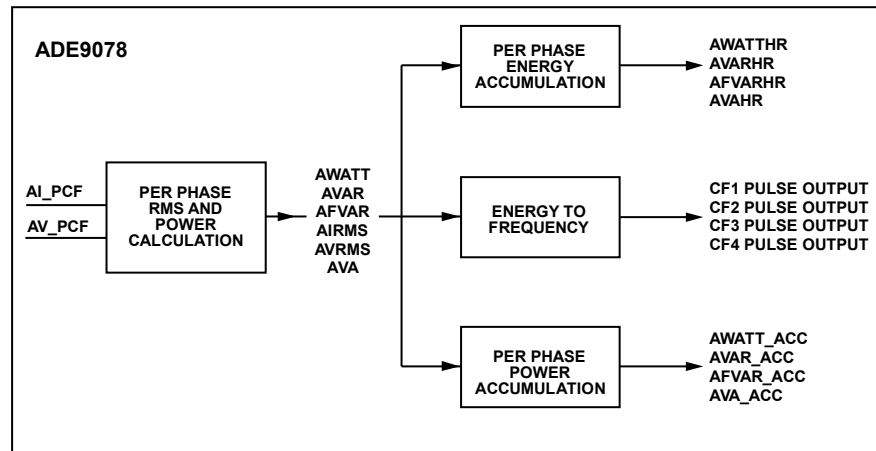 ADE9078
AI_PCF
AV_PCF
PER PHASE
RMS AND
POWER
CALCULATION
AWATT
AVAR
AFVAR
AIRMS
AVRMS
AVA
PER PHASE
ENERGY
ACCUMULATION
AWATTHR
AVARHR
AFVARHR
AVAHR
ENERGY TO
FREQUENCY
CF1 PULSE OUTPUT
CF2 PULSE OUTPUT
CF3 PULSE OUTPUT
CF4 PULSE OUTPUT
PER PHASE
POWER
ACCUMULATION
AWATT_ACC
AVAR_ACC
AFVAR_ACC
AVA_ACC